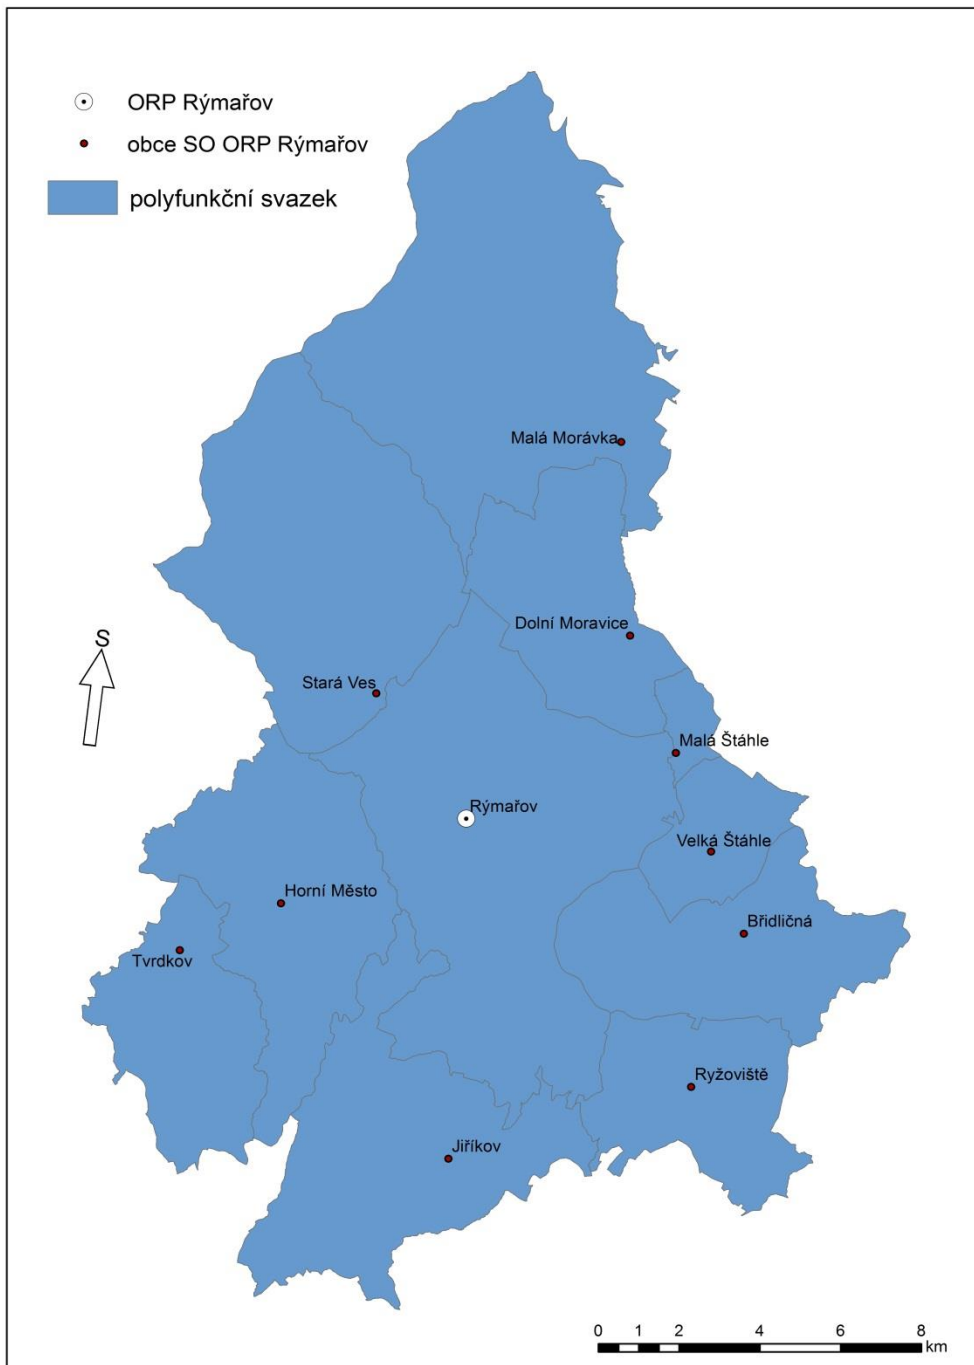 ORP Rýmařov
obce SO ORP Rýmařov
polyfunkční svazek
Malá Morávka
Dolní Moravice
S
Stará Ves
Malá Štáhle
Rýmařov
Velká Štáhle
Horní Město
Břidličná
Tvrdkov
Ryžoviště
Jiříkov
0 1 2 4 6 8
km